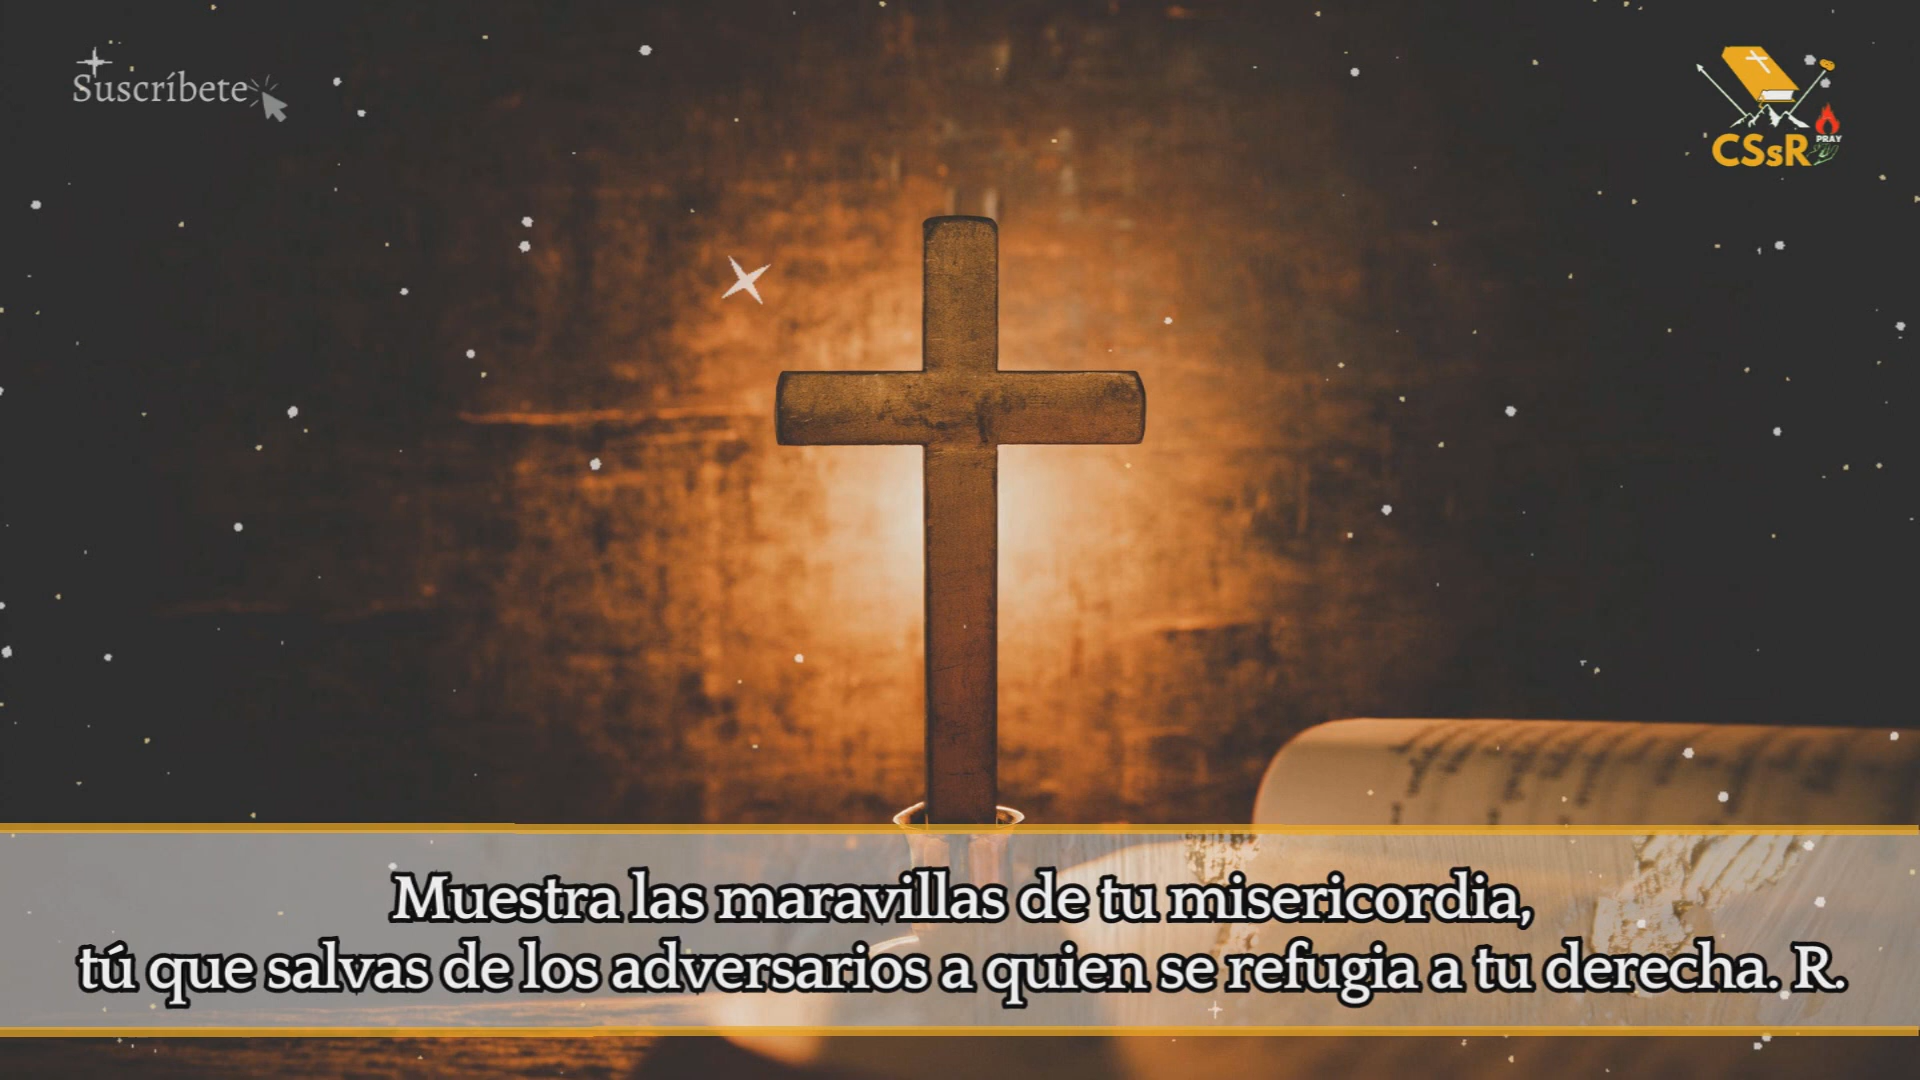 Suscríbete
CSsR
PRAY
Muestra las maravillas de tu misericordia,
tú que salvas de los adversarios a quien se refugia a tu derecha. R.